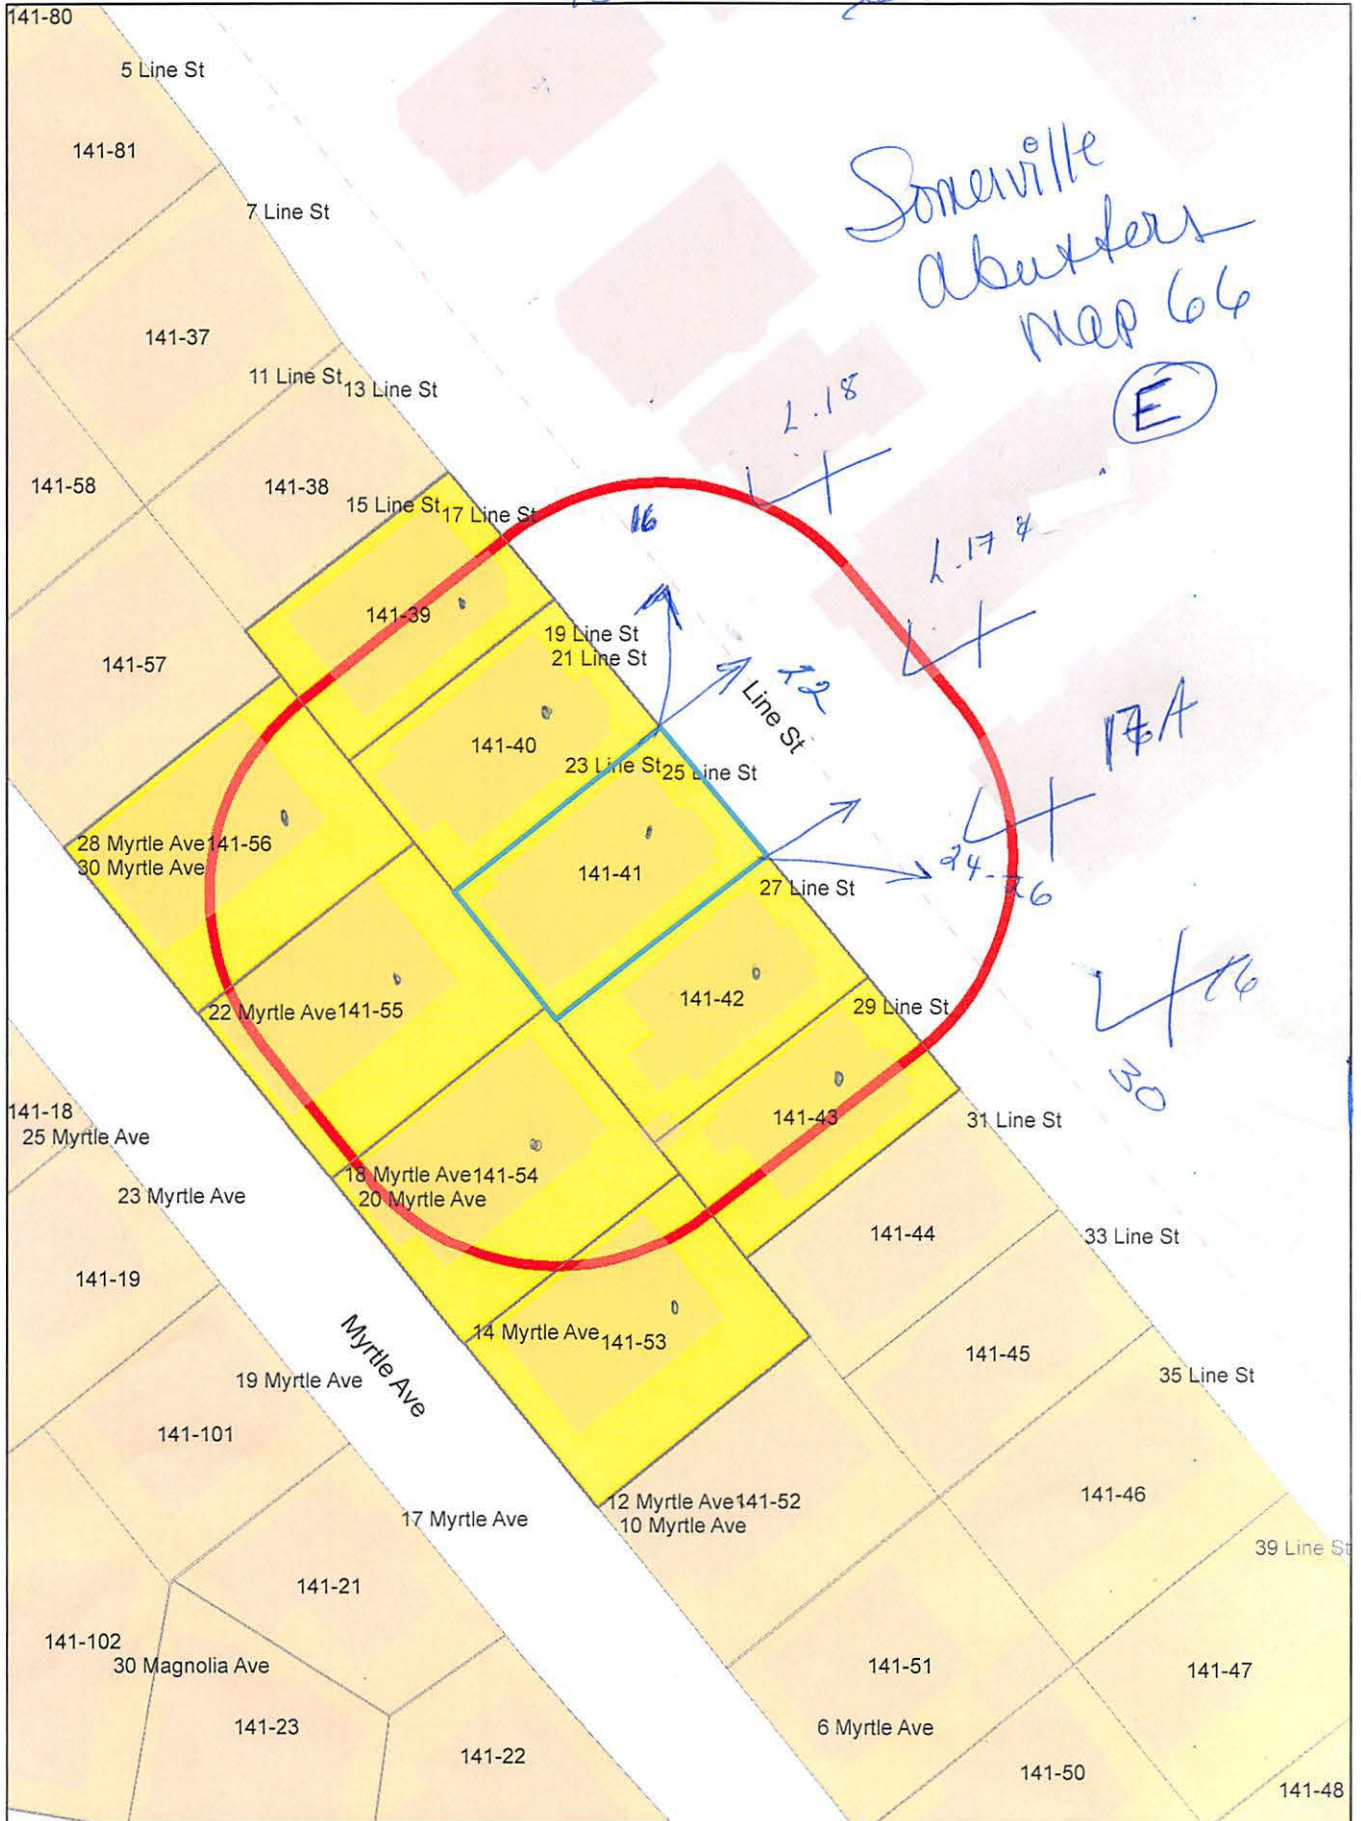 141-80
5 Line St
141-81
7 Line St
Somerville
abutters
Map 66
E
141-37
11 Line St 13 Line St
L.18
141-58
141-38
15 Line St 17 Line St
16
L.17
141-39
19 Line St
21 Line St
141-57
22
Line St
17A
141-40
23 Line St 25 Line St
28 Myrtle Ave 141-56
30 Myrtle Ave
141-41
24-26
27 Line St
141-42
16
22 Myrtle Ave 141-55
29 Line St
30
141-18
25 Myrtle Ave
141-43
31 Line St
18 Myrtle Ave 141-54
20 Myrtle Ave
23 Myrtle Ave
141-44
33 Line St
141-19
14 Myrtle Ave 141-53
Myrtle Ave
141-45
19 Myrtle Ave
35 Line St
141-101
12 Myrtle Ave 141-52
10 Myrtle Ave
141-46
17 Myrtle Ave
39 Line St
141-21
141-102
30 Magnolia Ave
141-51
141-47
141-23
6 Myrtle Ave
141-22
141-50
141-48